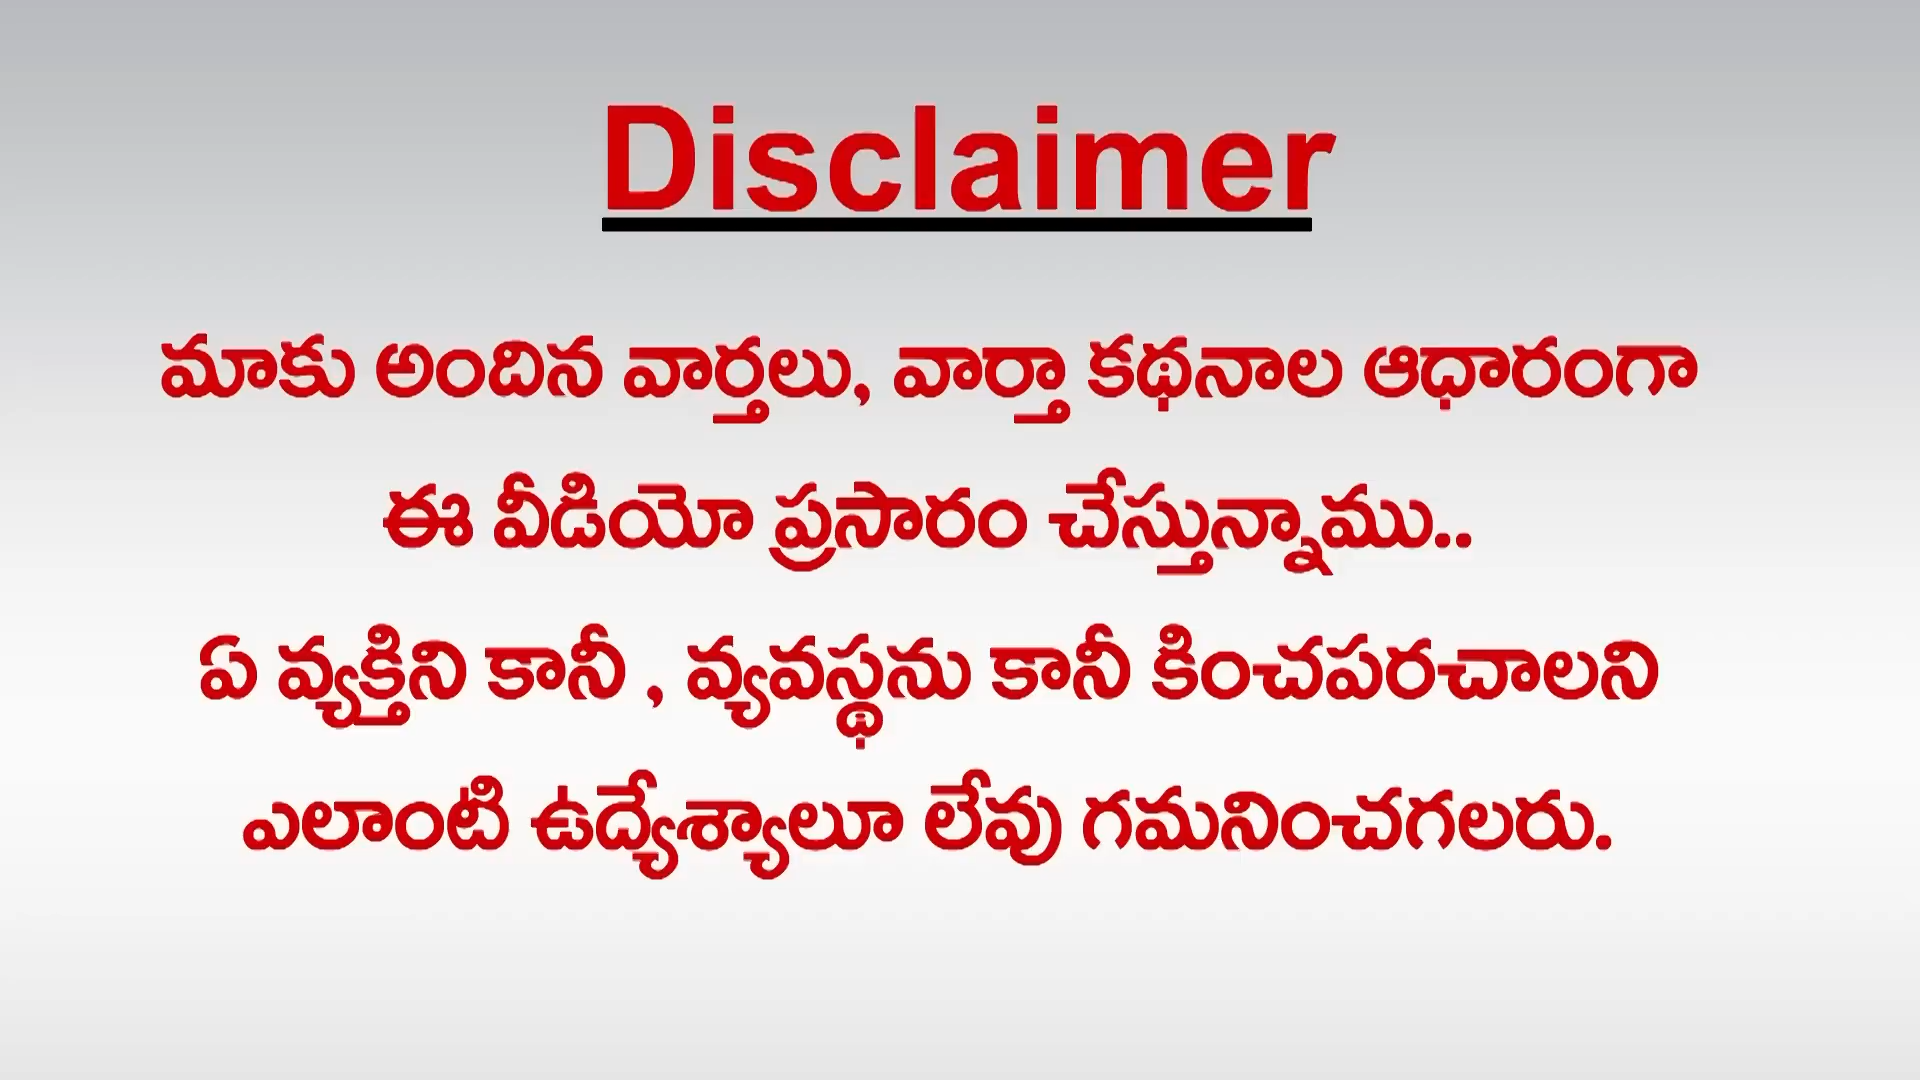 Disclaimer
మాకు అందిన వార్తలు, వార్తా కథనాల ఆధారంగా
ఈ వీడియో ప్రసారం చేస్తున్నాము..
ఏ వ్యక్తిని కానీ , వ్యవస్థను కానీ కించపరచాలని
ఎలాంటి ఉద్యేశ్యాలూ లేవు గమనించగలరు.